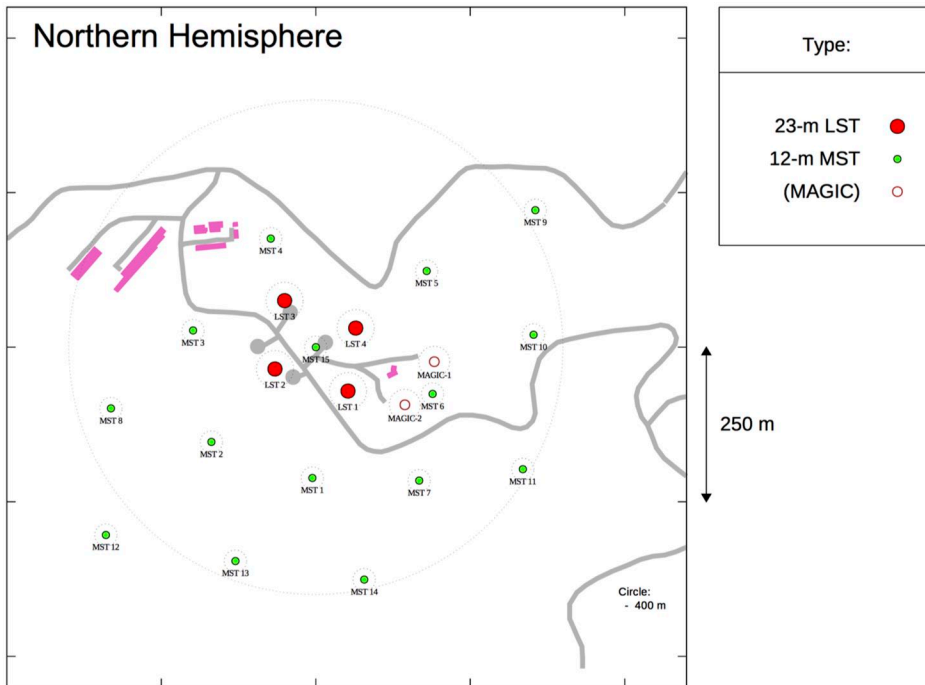 Northern Hemisphere
Type:
23-m LST
12-m MST
(MAGIC)
MST 9
MST 4
MST 5
LST 3
MST 3
LST 4
MST 10
MST 15
MAGIC-1
LST 2
LST 1
MST 6
MAGIC-2
MST 8
250 m
MST 2
MST 11
MST 1
MST 7
MST 12
MST 13
MST 14
Circle:
- 400 m